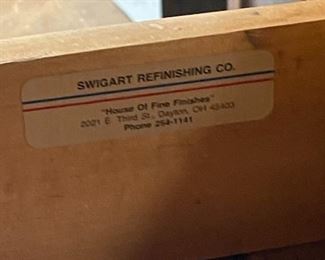 SWIGART REFINISHING CO.
"House Of Fine Finishes"
2021 E. Third St., Dayton, OH 45403
Phone 254-1141